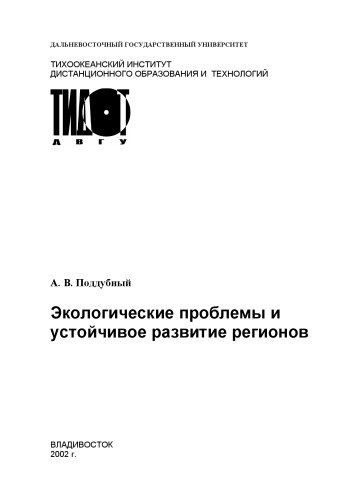 ДАЛЬНЕВОСТОЧНЫЙ ГОСУДАРСТВЕННЫЙ УНИВЕРСИТЕТ
ТИХООКЕАНСКИЙ ИНСТИТУТ
ДИСТАНЦИОННОГО ОБРАЗОВАНИЯ И ТЕХНОЛОГИЙ
ТИДОТ
ДВГУ
А. В. Поддубный
Экологические проблемы и
устойчивое развитие регионов
ВЛАДИВОСТОК
2002 г.